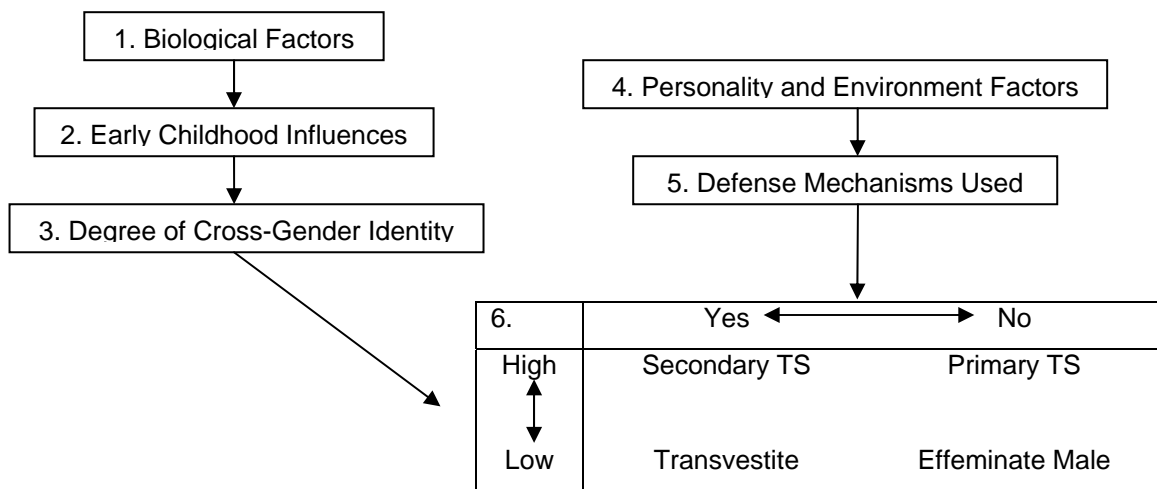 1. Biological Factors
4. Personality and Environment Factors
2. Early Childhood Influences
5. Defense Mechanisms Used
3. Degree of Cross-Gender Identity
6. Yes No
High Secondary TS Primary TS
Low Transvestite Effeminate Male